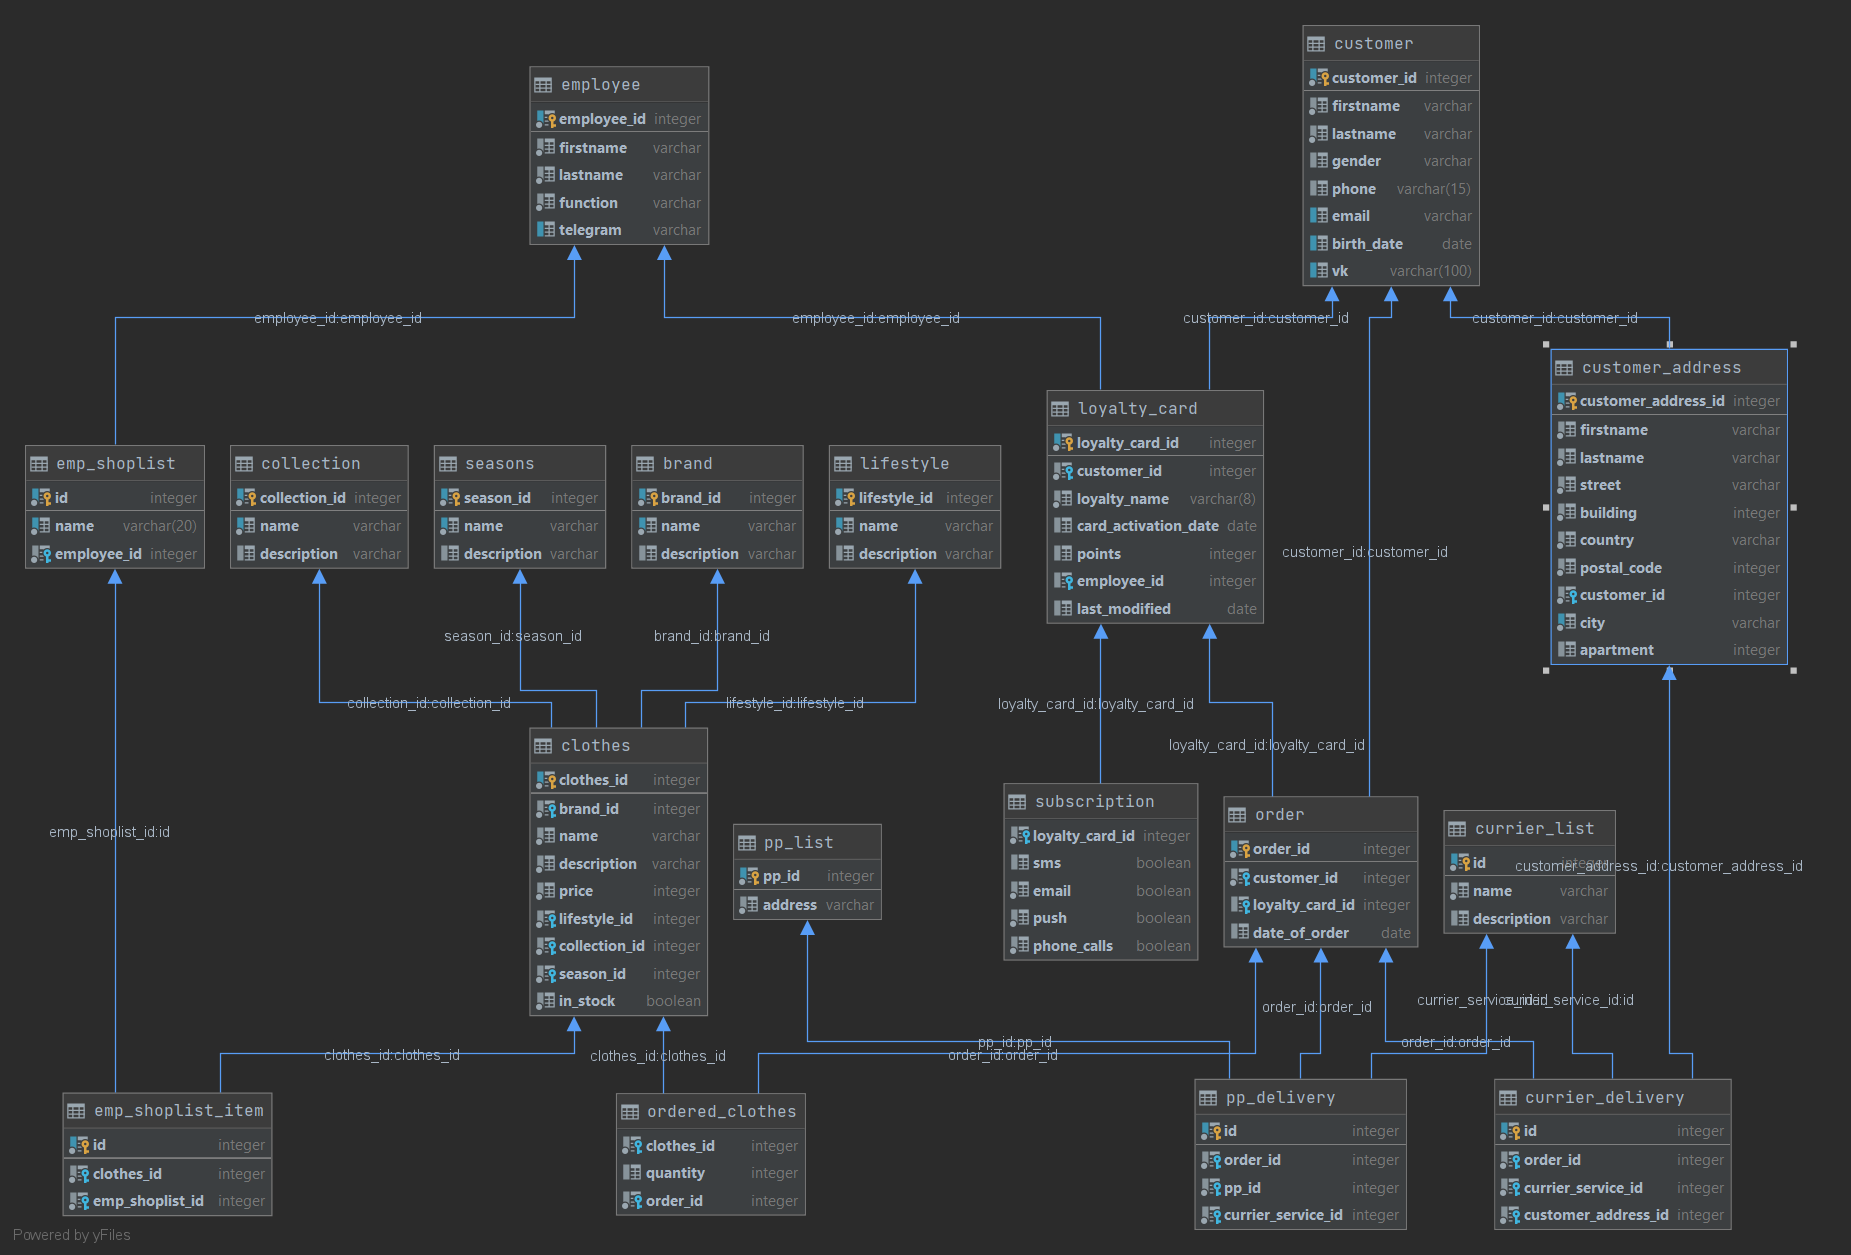 customer
customer_id integer
firstname varchar
lastname varchar
gender varchar
phone varchar(15)
email varchar
birth_date date
vk varchar(100)
employee
employee_id integer
firstname varchar
lastname varchar
function varchar
telegram varchar
employee_id:employee_id
employee_id:employee_id
customer_id:customer_id
customer_id:customer_id
customer_address
customer_address_id integer
firstname varchar
lastname varchar
street varchar
building integer
country varchar
postal_code integer
customer_id integer
city varchar
apartment integer
loyalty_card
loyalty_card_id integer
customer_id integer
loyalty_name varchar(8)
card_activation_date date
points integer
employee_id integer
last_modified date
emp_shoplist
id integer
name varchar(20)
employee_id integer
collection
collection_id integer
name varchar
description varchar
seasons
season_id integer
name varchar
description varchar
brand
brand_id integer
name varchar
description varchar
lifestyle
lifestyle_id integer
name varchar
description varchar
customer_id:customer_id
season_id:season_id
brand_id:brand_id
collection_id:collection_id
lifestyle_id:lifestyle_id
loyalty_card_id:loyalty_card_id
loyalty_card_id:loyalty_card_id
clothes
clothes_id integer
brand_id integer
name varchar
description varchar
price integer
lifestyle_id integer
collection_id integer
season_id integer
in_stock boolean
emp_shoplist_id:id
pp_list
pp_id integer
address varchar
subscription
loyalty_card_id integer
sms boolean
email boolean
push boolean
phone_calls boolean
order
order_id integer
customer_id integer
loyalty_card_id integer
date_of_order date
currier_list
id integer
name varchar
description varchar
customer_address_id:customer_address_id
currier_service_id:id
currier_service_id:id
order_id:order_id
pp_id:pp_id
order_id:order_id
order_id:order_id
clothes_id:clothes_id
clothes_id:clothes_id
emp_shoplist_item
id integer
clothes_id integer
emp_shoplist_id integer
ordered_clothes
clothes_id integer
quantity integer
order_id integer
pp_delivery
id integer
order_id integer
pp_id integer
currier_service_id integer
currier_delivery
id integer
order_id integer
currier_service_id integer
customer_address_id integer
Powered by yFiles